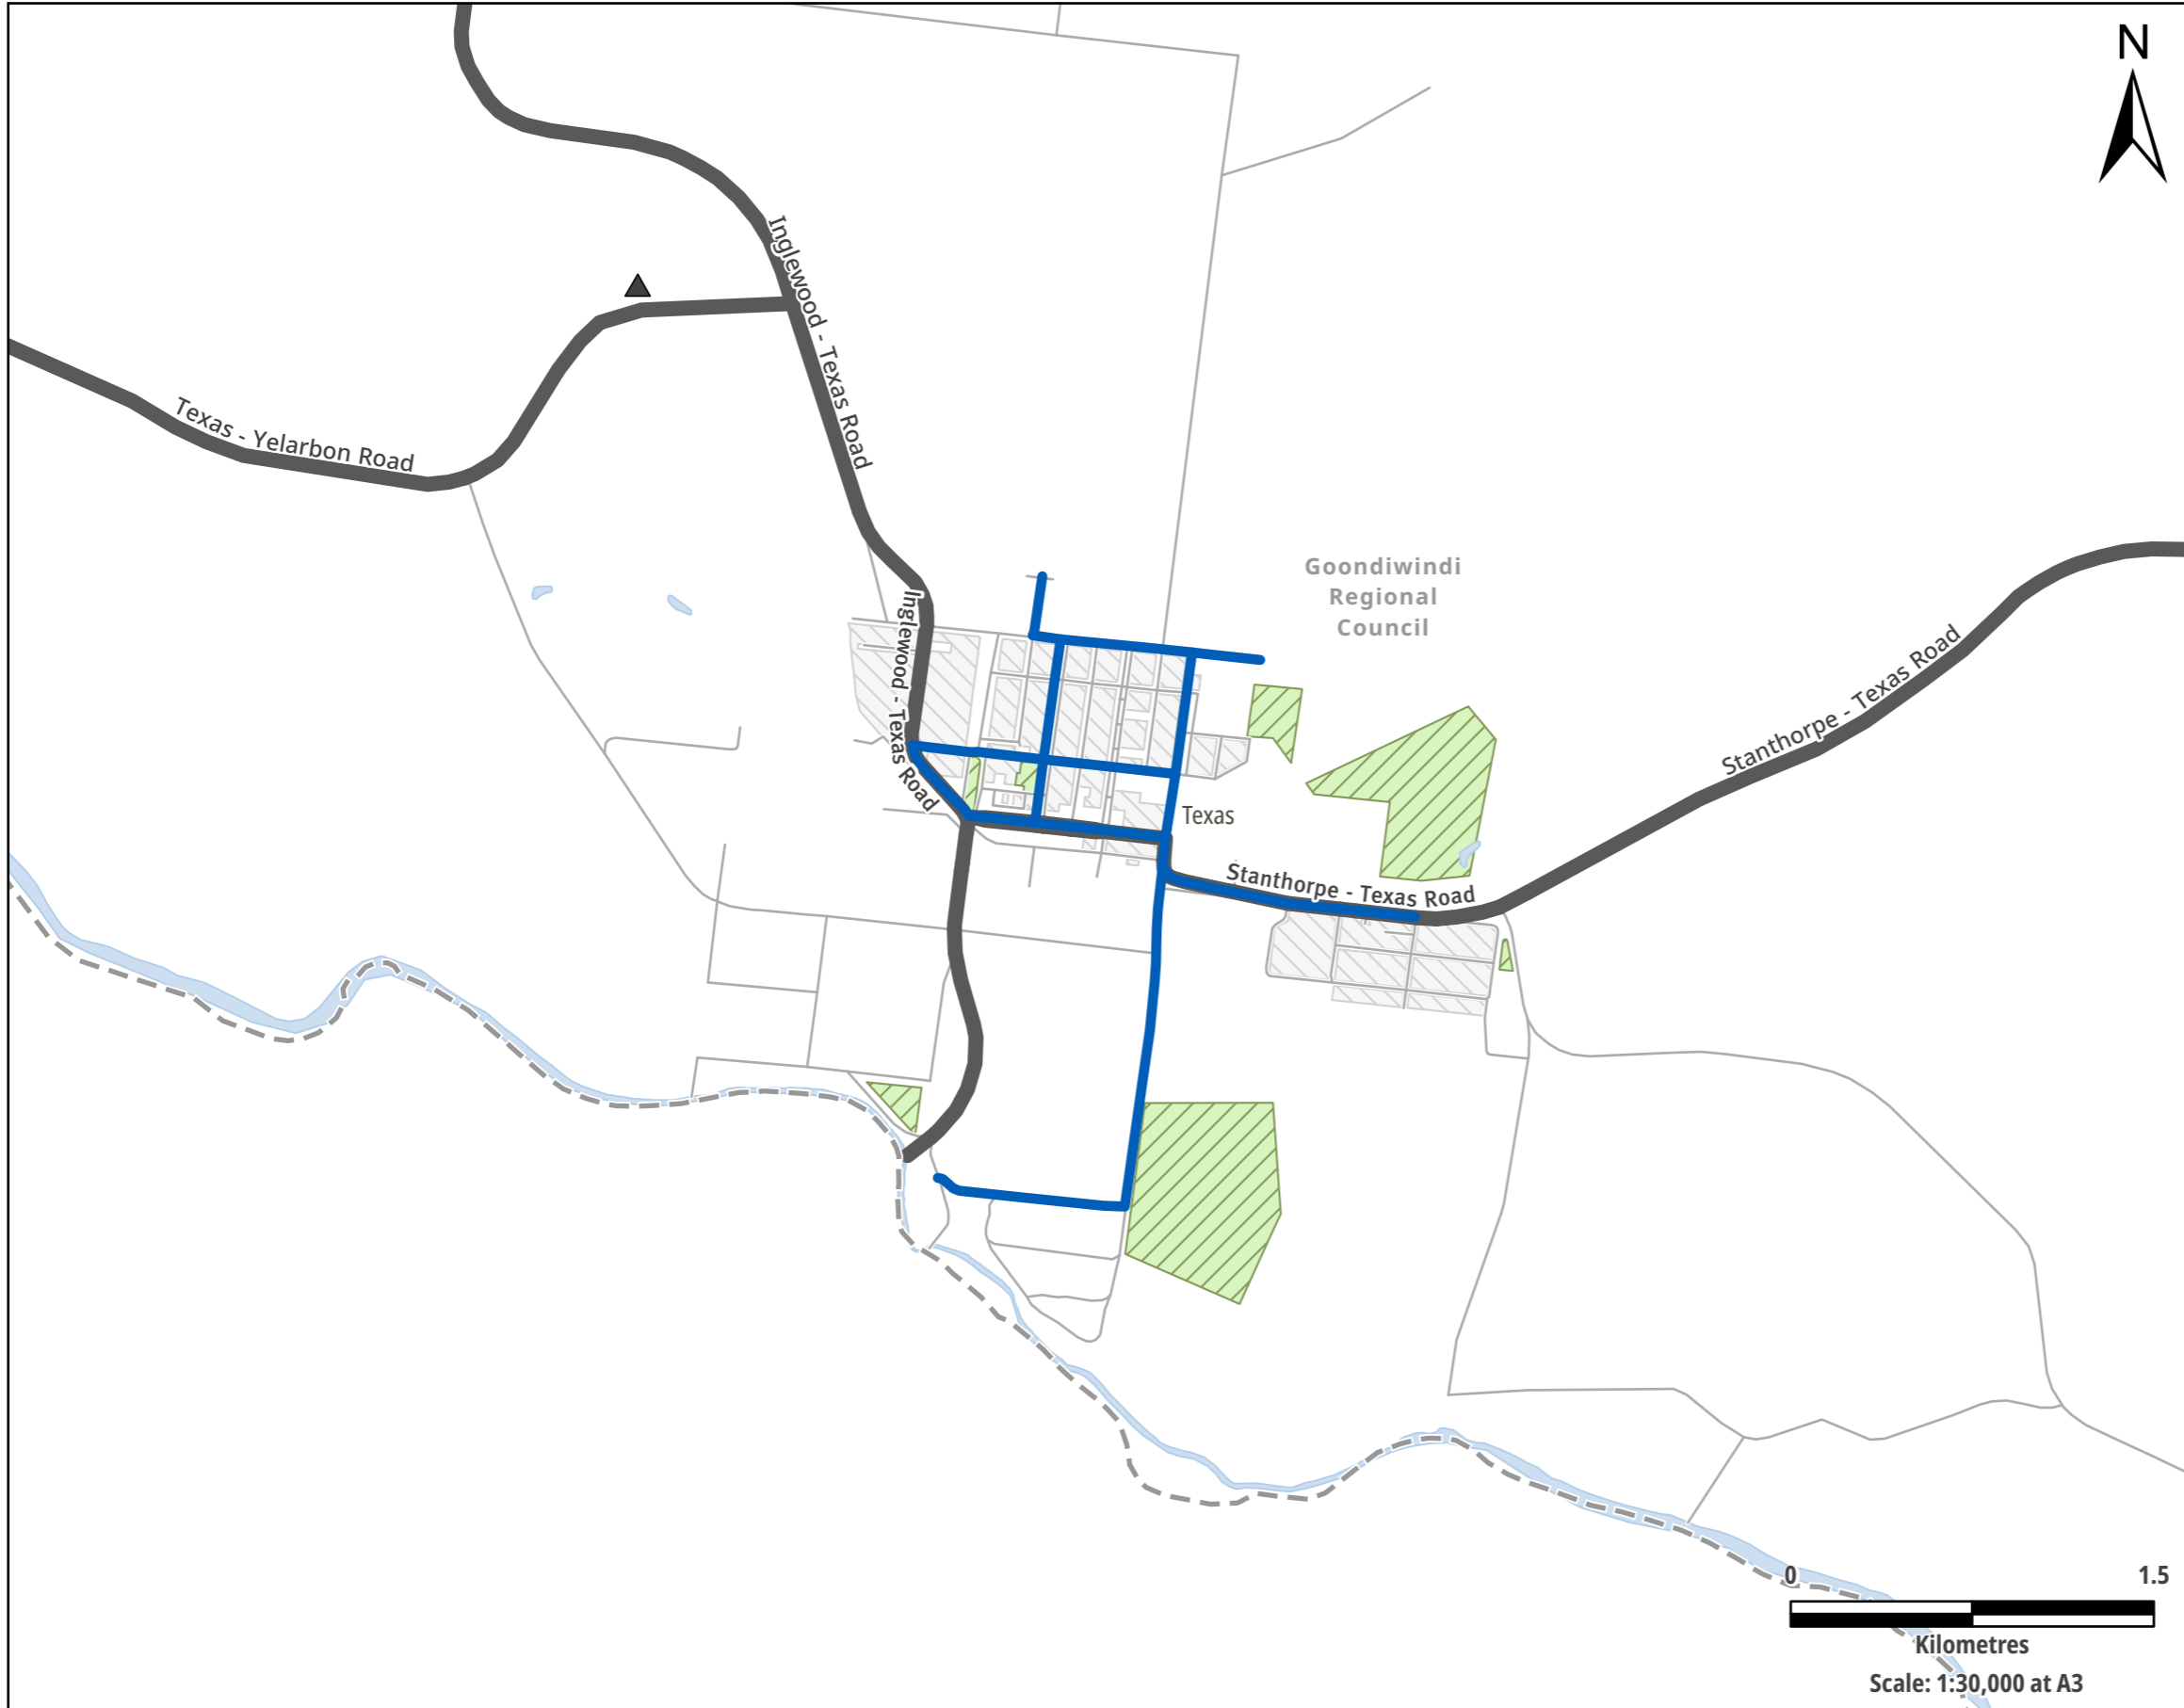 N
Inglewood - Texas Road
Texas - Yelarbon Road
Goondiwindi
Regional
Council
Inglewood - Texas Road
Stanthorpe - Texas Road
Texas
Stanthorpe - Texas Road
0 1.5
Kilometres
Scale: 1:30,000 at A3